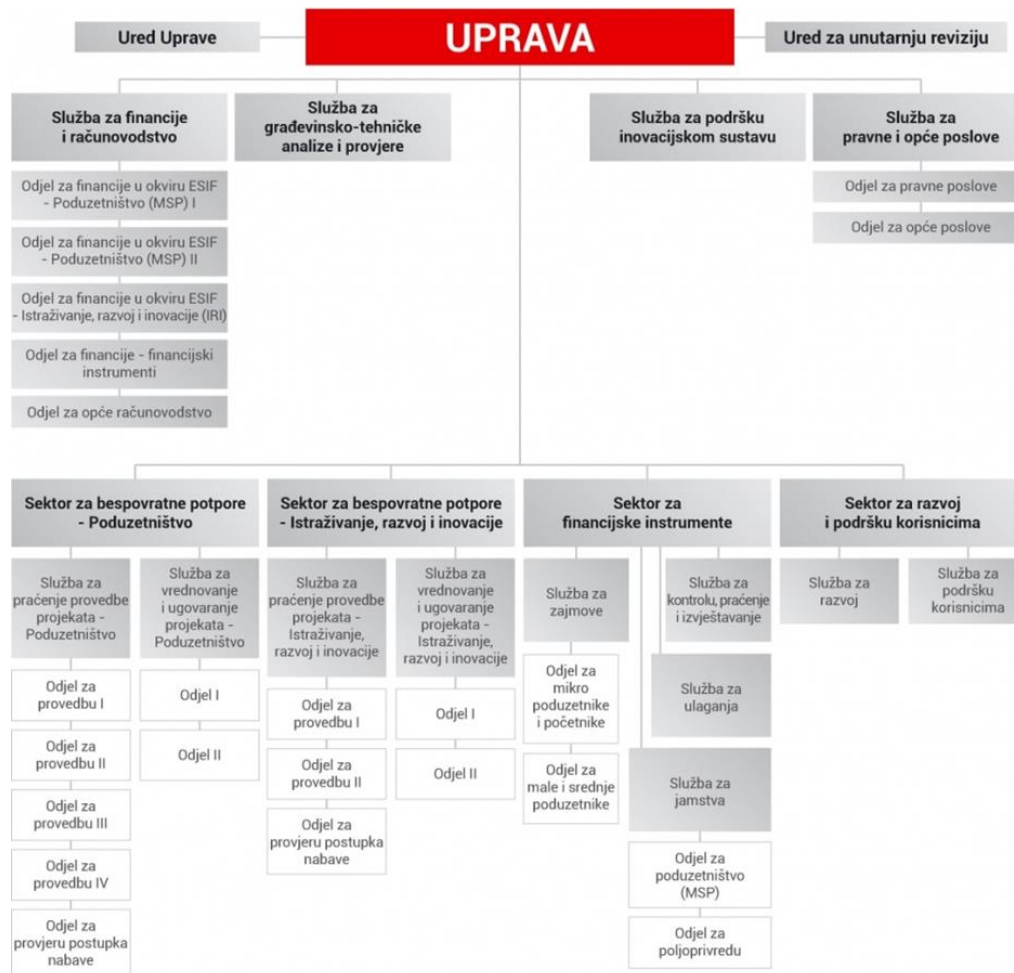 Ured Uprave
UPRAVA
Ured za unutarnju reviziju
Služba za financije
i računovodstvo
Služba za
građevinsko-tehničke
analize i provjere
Služba za podršku
inovacijskom sustavu
Služba za
pravne i opće poslove
Odjel za financije u okviru ESIF
- Poduzetništvo (MSP) I
Odjel za financije u okviru ESIF
- Poduzetništvo (MSP) II
Odjel za financije u okviru ESIF
- Istraživanje, razvoj i inovacije (IRI)
Odjel za financije - financijski
instrumenti
Odjel za opće računovodstvo
Odjel za pravne poslove
Odjel za opće poslove
Sektor za bespovratne potpore
- Poduzetništvo
Sektor za bespovratne potpore
- Istraživanje, razvoj i inovacije
Sektor za
financijske instrumente
Sektor za razvoj
i podršku korisnicima
Služba za
praćenje provedbe
projekata -
Poduzetništvo
Služba za
vrednovanje
i ugovaranje
projekata -
Poduzetništvo
Služba za
praćenje provedbe
projekata -
Istraživanje,
razvoj i inovacije
Služba za
vrednovanje
i ugovaranje
projekata -
Istraživanje,
razvoj i inovacije
Služba za
zajmove
Služba za
kontrolu, praćenje
i izvještavanje
Služba za
razvoj
Služba za
podršku
korisnicima
Odjel za
provedbu I
Odjel za
provedbu II
Odjel za
provedbu III
Odjel za
provedbu IV
Odjel za
provjeru postupka
nabave
Odjel I
Odjel II
Odjel za
provedbu I
Odjel za
provedbu II
Odjel za
provjeru postupka
nabave
Odjel I
Odjel II
Odjel za
mikro
poduzetnike
i početnike
Odjel za
male i srednje
poduzetnike
Služba za
ulaganja
Služba za
jamstva
Odjel za
poduzetništvo
(MSP)
Odjel za
poljoprivredu